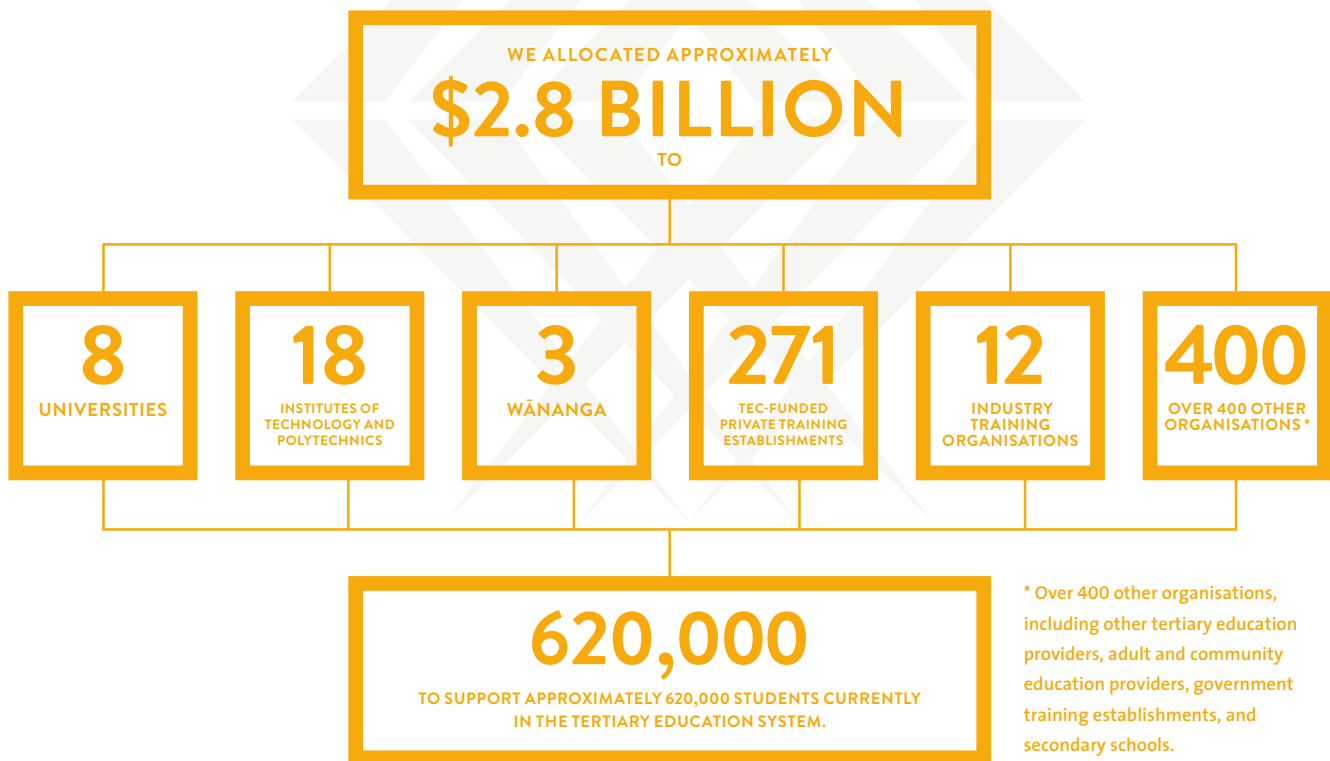 WE ALLOCATED APPROXIMATELY
$2.8 BILLION
TO
8
UNIVERSITIES
18
INSTITUTES OF
TECHNOLOGY AND
POLYTECHNICS
3
WĀNANGA
271
TEC-FUNDED
PRIVATE TRAINING
ESTABLISHMENTS
12
INDUSTRY
TRAINING
ORGANISATIONS
400
OVER 400 OTHER
ORGANISATIONS *
620,000
TO SUPPORT APPROXIMATELY 620,000 STUDENTS CURRENTLY
IN THE TERTIARY EDUCATION SYSTEM.
* Over 400 other organisations,
including other tertiary education
providers, adult and community
education providers, government
training establishments, and
secondary schools.